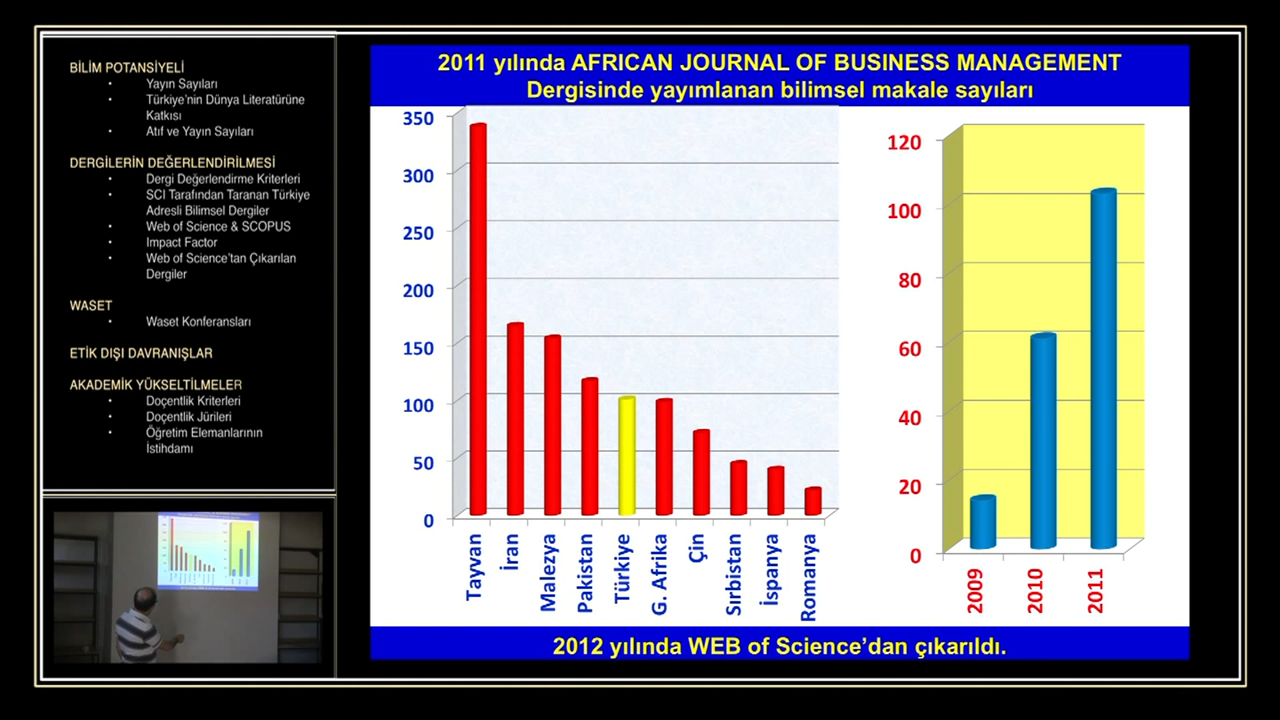 BİLİM POTANSİYELİ
• Yayın Sayıları
• Türkiye'nin Dünya Literatürüne
Katkısı
• Atıf ve Yayın Sayıları
DERGİLERİN DEĞERLENDİRİLMESİ
• Dergi Değerlendirme Kriterleri
• SCI Tarafından Taranan Türkiye
Adresli Bilimsel Dergiler
• Web of Science & SCOPUS
• Impact Factor
• Web of Science'tan Çıkarılan
Dergiler
WASET
• Waset Konferansları
ETİK DIŞI DAVRANIŞLAR
AKADEMİK YÜKSELTİLMELER
• Doçentlik Kriterleri
• Doçentlik Jürileri
• Öğretim Elemanlarının
İstihdamı
2011 yılında AFRICAN JOURNAL OF BUSINESS MANAGEMENT
Dergisinde yayımlanan bilimsel makale sayıları
350
300
250
200
150
100
50
0
Tayvan
İran
Malezya
Pakistan
Türkiye
G. Afrika
Çin
Sırbistan
İspanya
Romanya
120
100
80
60
40
20
0
2009
2010
2011
2012 yılında WEB of Science'dan çıkarıldı.